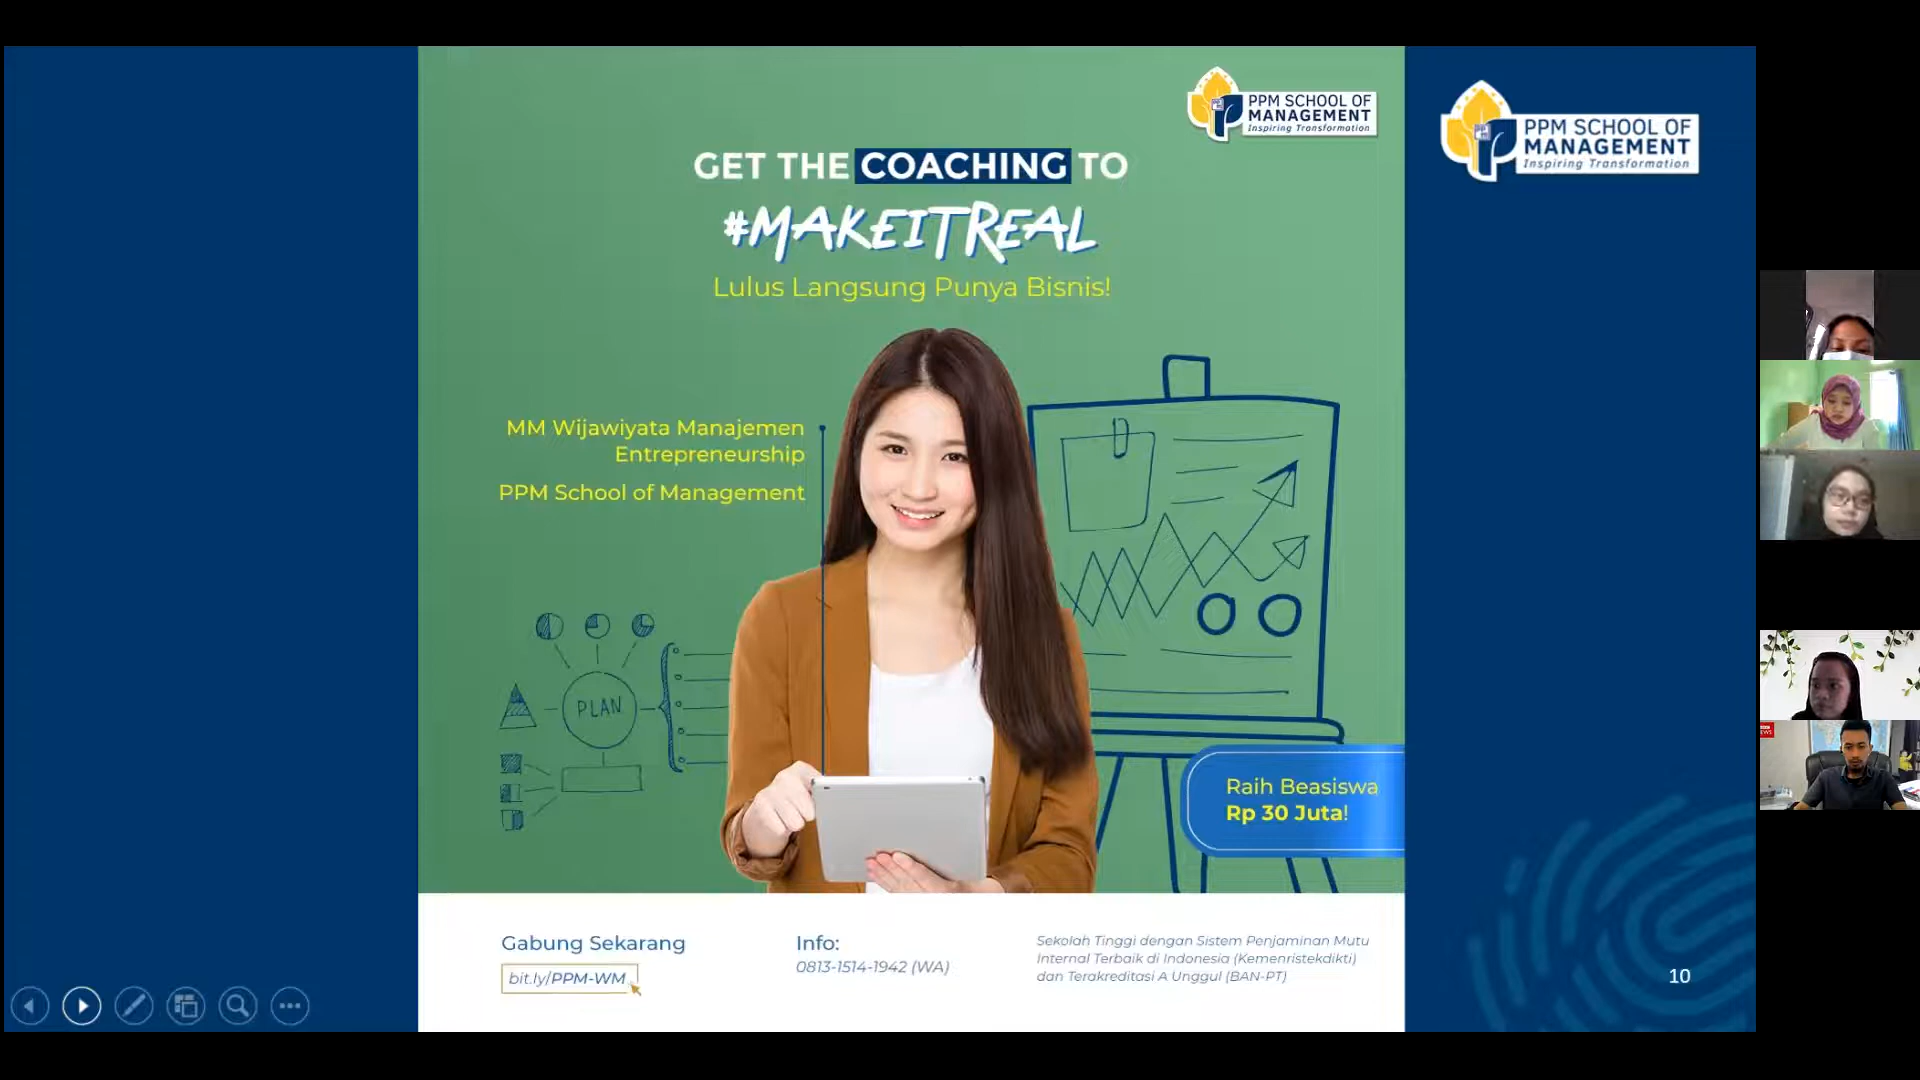 PPM SCHOOL OF
MANAGEMENT
Inspiring Transformation
PPM SCHOOL OF
MANAGEMENT
Inspiring Transformation
GET THE COACHING TO
#MAKEITREAL
Lulus Langsung Punya Bisnis!
MM Wijawiyata Manajemen
Entrepreneurship
PPM School of Management
PLAN
Raih Beasiswa
Rp 30 Juta!
Gabung Sekarang
bit.ly/PPM-WM
Info:
0813-1514-1942 (WA)
Sekolah Tinggi dengan Sistem Penjaminan Mutu
Internal Terbaik di Indonesia (Kemenristekdikti)
dan Terakreditasi A Unggul (BAN-PT)
10